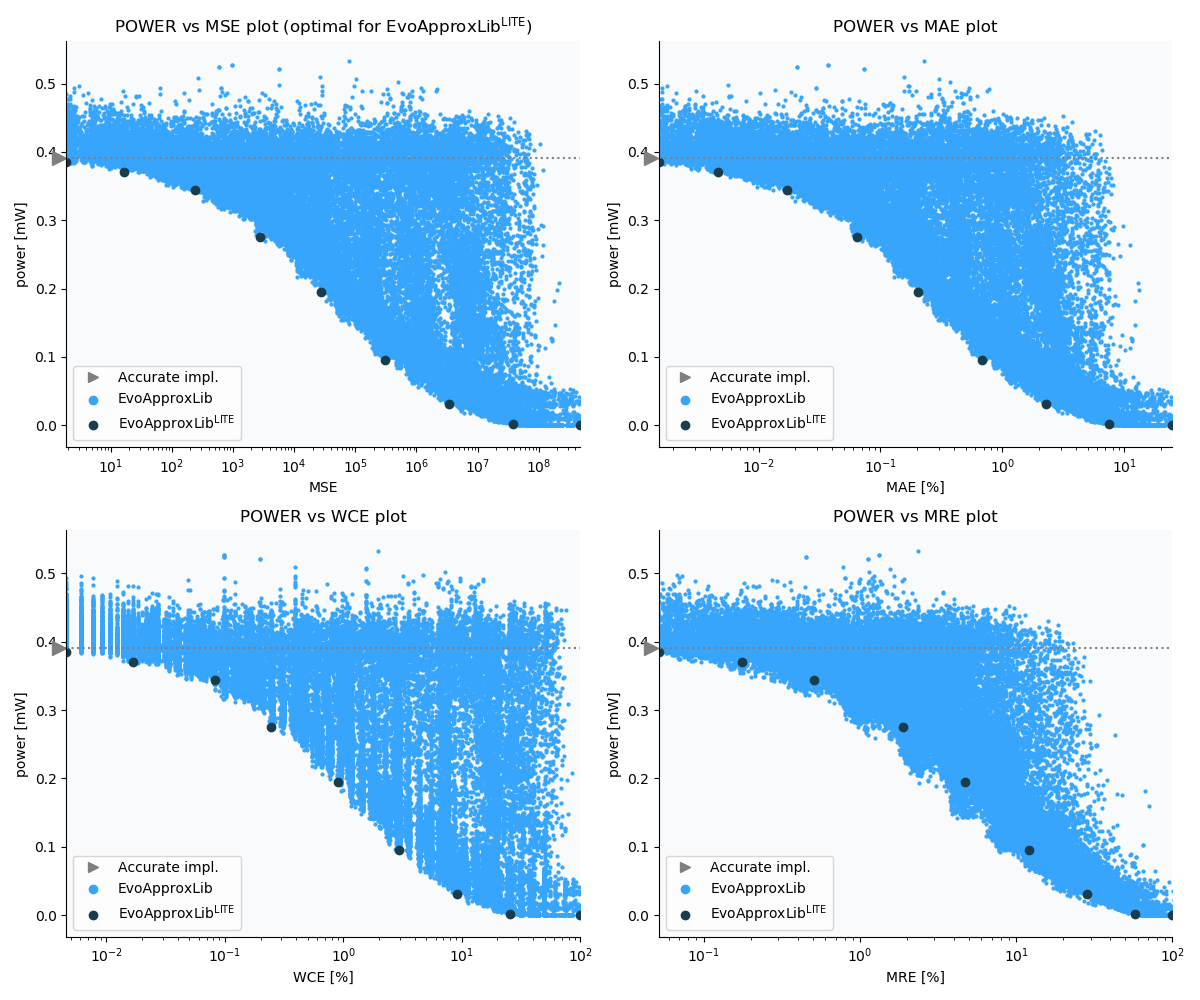 POWER vs MSE plot (optimal for EvoApproxLib^LITE)
power [mW]
0.5
0.4
0.3
0.2
0.1
0.0
Accurate impl.
EvoApproxLib
EvoApproxLib^LITE
10^1 10^2 10^3 10^4 10^5 10^6 10^7 10^8
MSE
POWER vs MAE plot
power [mW]
0.5
0.4
0.3
0.2
0.1
0.0
Accurate impl.
EvoApproxLib
EvoApproxLib^LITE
10^−2 10^−1 10^0 10^1
MAE [%]
POWER vs WCE plot
power [mW]
0.5
0.4
0.3
0.2
0.1
0.0
Accurate impl.
EvoApproxLib
EvoApproxLib^LITE
10^−2 10^−1 10^0 10^1 10^2
WCE [%]
POWER vs MRE plot
power [mW]
0.5
0.4
0.3
0.2
0.1
0.0
Accurate impl.
EvoApproxLib
EvoApproxLib^LITE
10^−1 10^0 10^1 10^2
MRE [%]